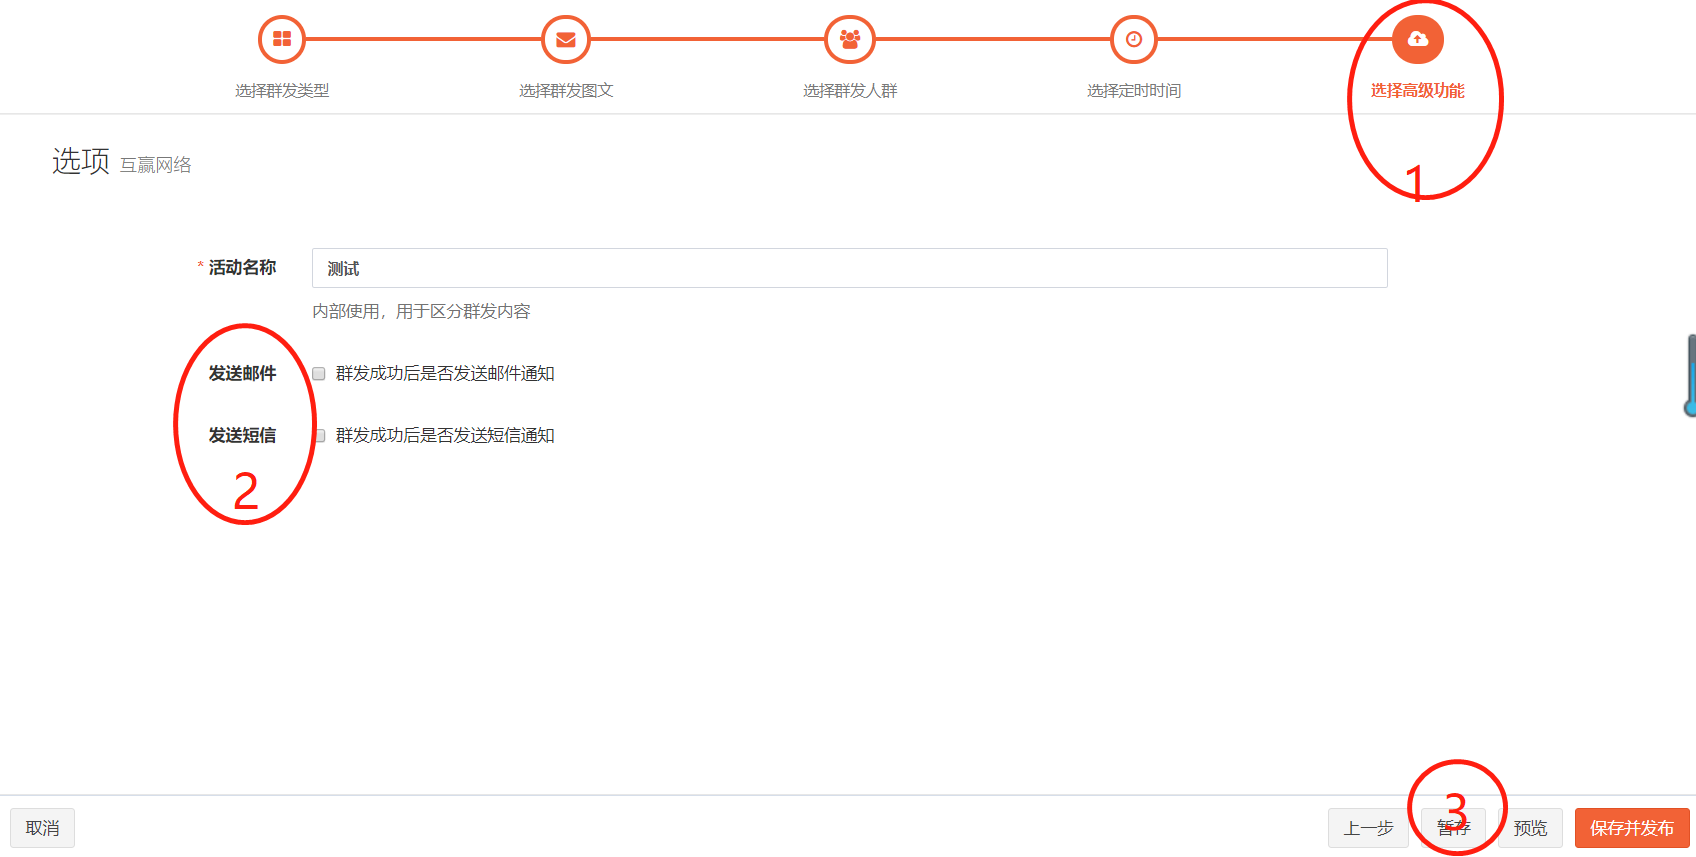 选择群发类型
选择群发图文
选择群发人群
选择定时时间
选择高级功能
1
选项 互赢网络
* 活动名称
测试
内部使用，用于区分群发内容
发送邮件
群发成功后是否发送邮件通知
发送短信
群发成功后是否发送短信通知
2
3
取消
上一步
暂存
预览
保存并发布